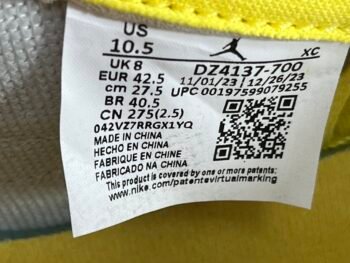 US
10.5
XC
UK 8
DZ4137-700
EUR 42.5
11/01/23 | 12/26/23
cm 27.5
UPC 00197599079255
BR 40.5
CN 275(2.5)
042VZ7RRGX1YQ
MADE IN CHINA
HECHO EN CHINA
FABRIQUE EN CHINE
FABRICADO NA CHINA
This product is covered by one or more patents:
www.nike.com/patentsvirtualmarking